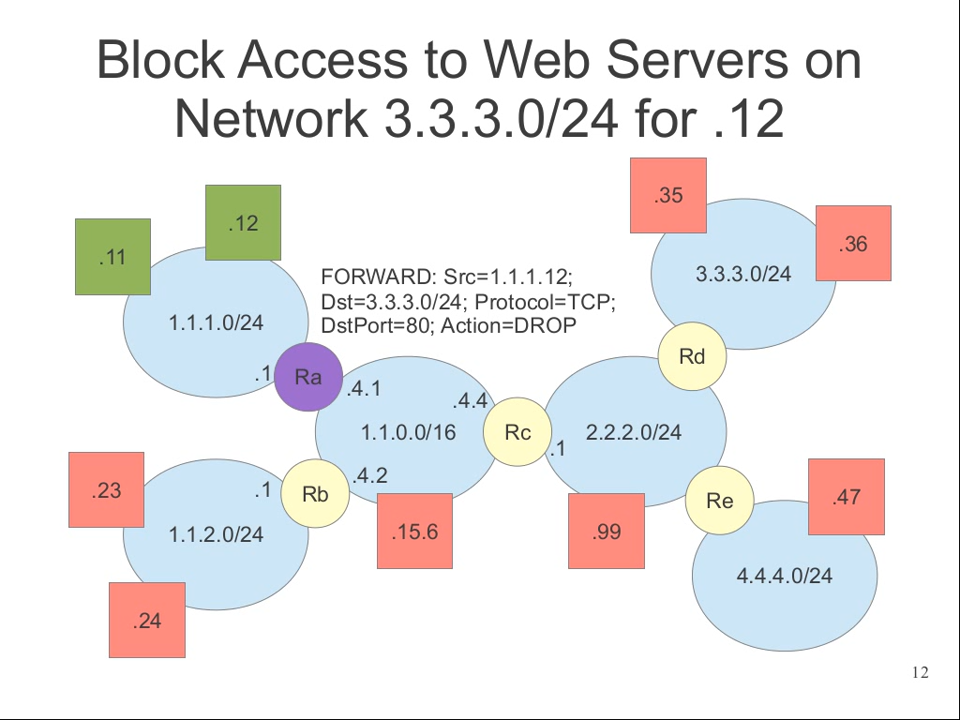 Block Access to Web Servers on
Network 3.3.3.0/24 for .12
.35
.12
.36
.11
FORWARD: Src=1.1.1.12;
Dst=3.3.3.0/24; Protocol=TCP;
DstPort=80; Action=DROP
3.3.3.0/24
1.1.1.0/24
Rd
.1
Ra
.4.1
.4.4
1.1.0.0/16
Rc
2.2.2.0/24
.1
.4.2
.23
.1
Rb
Re
.47
1.1.2.0/24
.15.6
.99
4.4.4.0/24
.24
12